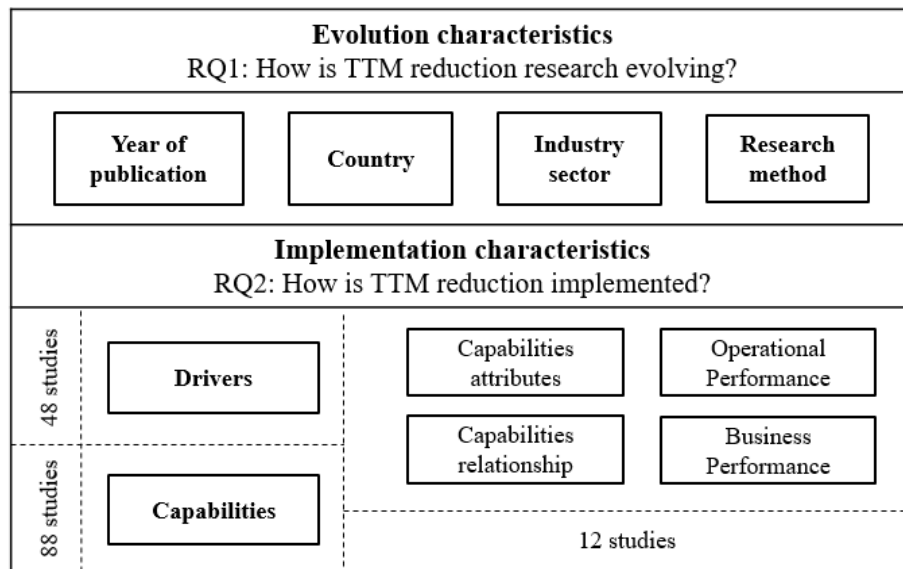 Evolution characteristics
RQ1: How is TTM reduction research evolving?
Year of
publication
Country
Industry
sector
Research
method
Implementation characteristics
RQ2: How is TTM reduction implemented?
48 studies
Drivers
88 studies
Capabilities
Capabilities
attributes
Operational
Performance
Capabilities
relationship
Business
Performance
12 studies